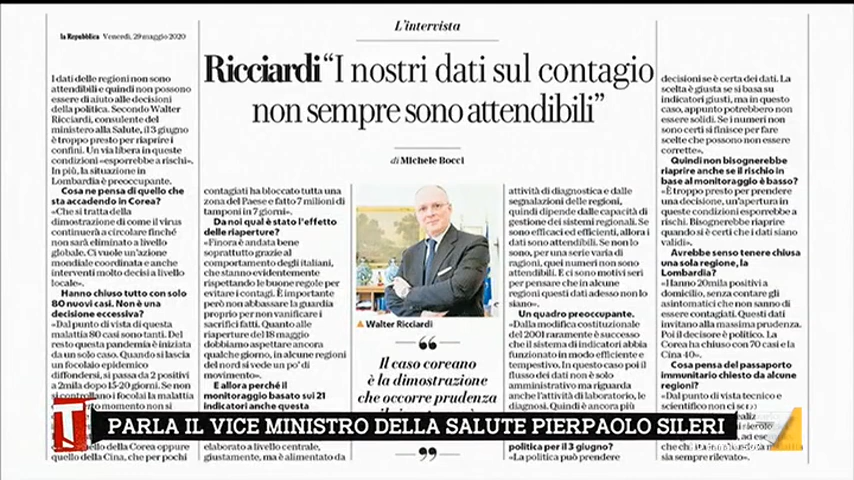 la Repubblica Venerdì, 29 maggio 2020
L'intervista
Ricciardi "I nostri dati sul contagio
non sempre sono attendibili"
di Michele Bocci
I dati delle regioni non sono
attendibili e quindi non possono
essere di aiuto alle decisioni
della politica. Secondo Walter
Ricciardi, consulente del
ministero alla Salute, il 3 giugno
è troppo presto per riaprire i
confini. Un via libera in queste
condizioni «esporrebbe a rischi».
In più, la situazione in
Lombardia è preoccupante.
Cosa ne pensa di quello che
sta accadendo in Corea?
«Che si tratta della
dimostrazione di come il virus
continuerà a circolare finché
non sarà eliminato a livello
globale. Ci vuole un'azione
mondiale coordinata e anche
interventi molto decisi a livello
locale».
Hanno chiuso tutto con solo
80 nuovi casi. Non è una
decisione eccessiva?
«Dal punto di vista di questa
malattia 80 casi sono tanti. Del
resto questa pandemia è iniziata
da un solo caso. Quando si lascia
un focolaio epidemico
diffondersi, si passa da 2 positivi
a 2mila dopo 15-20 giorni. Se non
si controllano i focolai la malattia
momento non si
quello della Corea oppure
quello della Cina, che per pochi
contagiati ha bloccato tutta una
zona del Paese e fatto 7 milioni di
tamponi in 7 giorni».
Da noi qual è stato l'effetto
delle riaperture?
«Finora è andata bene
soprattutto grazie al
comportamento degli italiani,
che stanno evidentemente
rispettando le buone regole per
evitare i contagi. È importante
però non abbassare la guardia
proprio per non vanificare i
sacrifici fatti. Quanto alle
riaperture del 18 maggio
dobbiamo aspettare ancora
qualche giorno, in alcune regioni
del nord si vede un po' di
movimento».
E allora perché il
monitoraggio basato sui 21
indicatori anche questa
elaborato a livello centrale,
giustamente, ma è alimentato da
Walter Ricciardi
“
Il caso coreano
è la dimostrazione
che occorre prudenza
”
attività di diagnostica e dalle
segnalazioni delle regioni,
quindi dipende dalle capacità di
gestione dei sistemi regionali. Se
sono efficaci ed efficienti, allora i
dati sono attendibili. Se non lo
sono, per una serie varia di
ragioni, quei numeri non sono
attendibili. E ci sono motivi seri
per pensare che in alcune
regioni questi dati adesso non lo
siano».
Un quadro preoccupante.
«Dalla modifica costituzionale
del 2001 raramente è successo
che il sistema di indicatori abbia
funzionato in modo efficiente e
tempestivo. In questo caso poi il
flusso dei dati non è solo
amministrativo ma riguarda
anche l'attività di laboratorio, le
diagnosi. Quindi è ancora più
politica per il 3 giugno?
«La politica può prendere
decisioni se è certa dei dati. La
scelta è giusta se si basa su
indicatori giusti, ma in questo
caso, appunto potrebbero non
essere solidi. Se i numeri non
sono certi si finisce per fare
scelte che possono non essere
corrette».
Quindi non bisognerebbe
riaprire anche se il rischio in
base al monitoraggio è basso?
«È troppo presto per prendere
una decisione, un'apertura in
queste condizioni esporrebbe a
rischi. Bisognerebbe riaprire
quando si è certi che i dati
siano validi».
Avrebbe senso tenere chiusa
una sola regione, la
Lombardia?
«Hanno 20mila positivi a
domicilio, senza contare gli
asintomatici che non sanno di
essere contagiati. Questi dati
invitano alla massima prudenza.
Poi il decisore è politico. La Corea
ha chiuso con 70 casi e la
Cina 40».
Cosa pensa del passaporto
immunitario chiesto da alcune
regioni?
«Dal punto di vista tecnico e
scientifico non ci sono
sia sempre rilevato».
T
PARLA IL VICE MINISTRO DELLA SALUTE PIERPAOLO SILERI